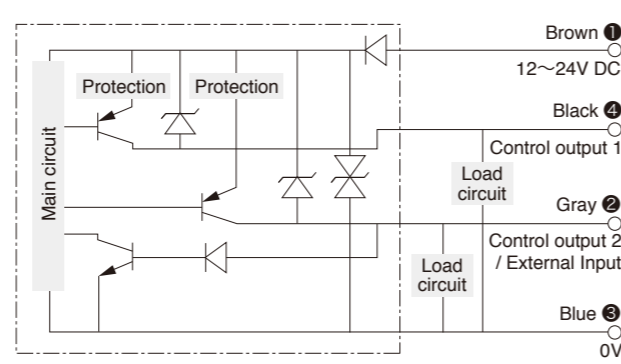 Brown ❶
12～24V DC
Protection
Protection
Black ❹
Control output 1
Main circuit
Load
circuit
Gray ❷
Control output 2
/ External Input
Load
circuit
Blue ❸
0V